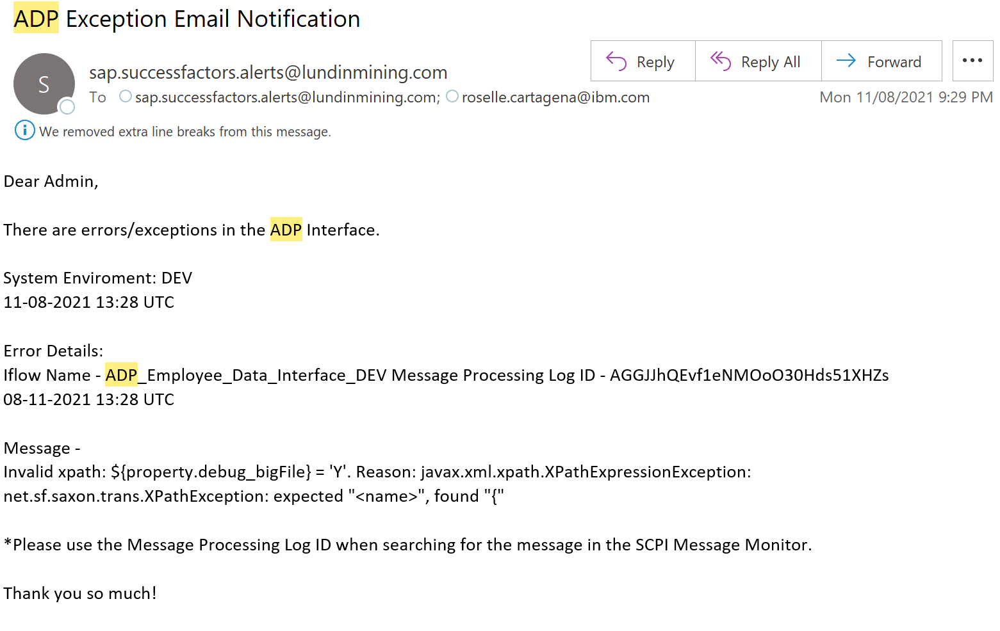 ADP Exception Email Notification
S
sap.successfactors.alerts@lundinmining.com
Reply
Reply All
Forward
To sap.successfactors.alerts@lundinmining.com; roselle.cartagena@ibm.com
Mon 11/08/2021 9:29 PM
We removed extra line breaks from this message.
Dear Admin,
There are errors/exceptions in the ADP Interface.
System Enviroment: DEV
11-08-2021 13:28 UTC
Error Details:
Iflow Name - ADP_Employee_Data_Interface_DEV Message Processing Log ID - AGGJJhQEvf1eNMOoO30Hds51XHZs
08-11-2021 13:28 UTC
Message -
Invalid xpath: ${property.debug_bigFile} = 'Y'. Reason: javax.xml.xpath.XPathExpressionException:
net.sf.saxon.trans.XPathException: expected "<name>", found "{"
*Please use the Message Processing Log ID when searching for the message in the SCPI Message Monitor.
Thank you so much!